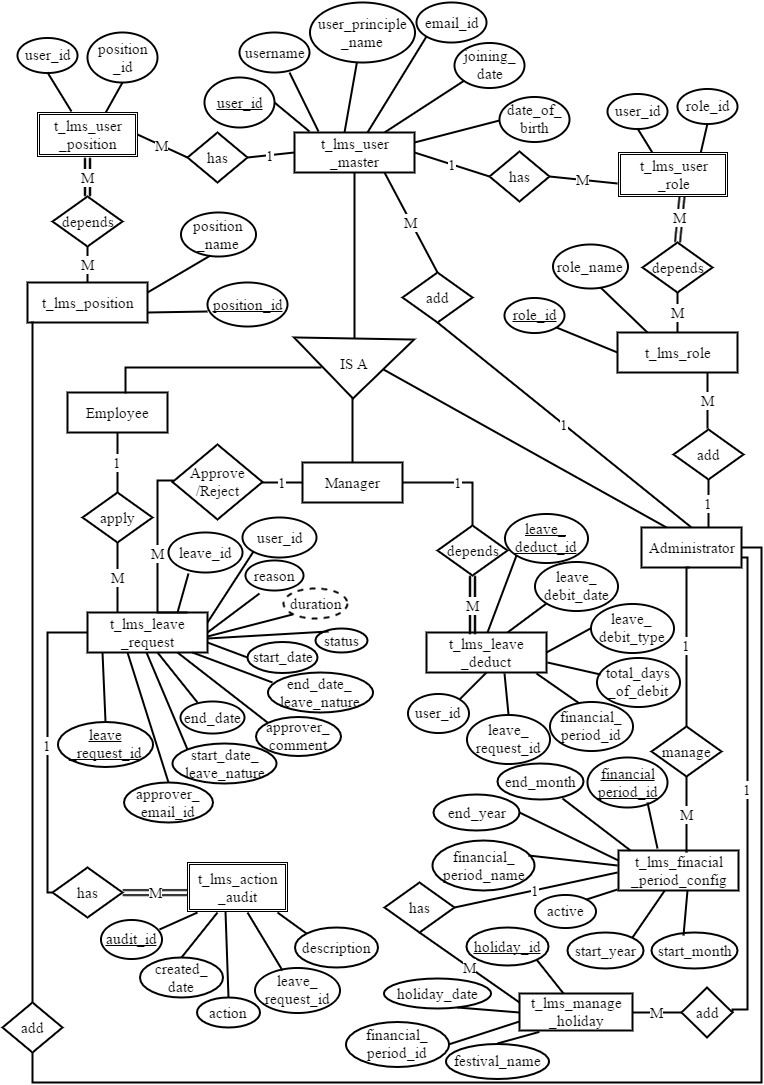 user_principle
_name
email_id
username
user_id
position
_id
joining_
date
user_id
date_of_
birth
user_id
role_id
t_lms_user
_position
M
has
1
t_lms_user
_master
1
has
M
t_lms_user
_role
M
depends
M
M
M
depends
M
position
_name
position_id
t_lms_position
add
role_name
role_id
t_lms_role
M
add
1
IS A
1
Employee
1
apply
M
Approve
/Reject
1
M
Manager
1
depends
M
Administrator
leave_id
user_id
reason
duration
status
start_date
end_date_
leave_nature
approver_
comment
end_date
start_date_
leave_nature
approver_
email_id
leave
_request_id
t_lms_leave
_request
leave_
deduct_id
leave_
debit_date
leave_
debit_type
total_days
_of_debit
financial_
period_id
leave_
request_id
user_id
t_lms_leave
_deduct
1
manage
M
1
1
end_month
financial
period_id
end_year
financial_
period_name
active
start_year
start_month
t_lms_finacial
_period_config
has
1
M
has
M
t_lms_action
_audit
audit_id
created_
date
action
leave_
request_id
description
holiday_id
holiday_date
financial_
period_id
festival_name
t_lms_manage
_holiday
M
add
add